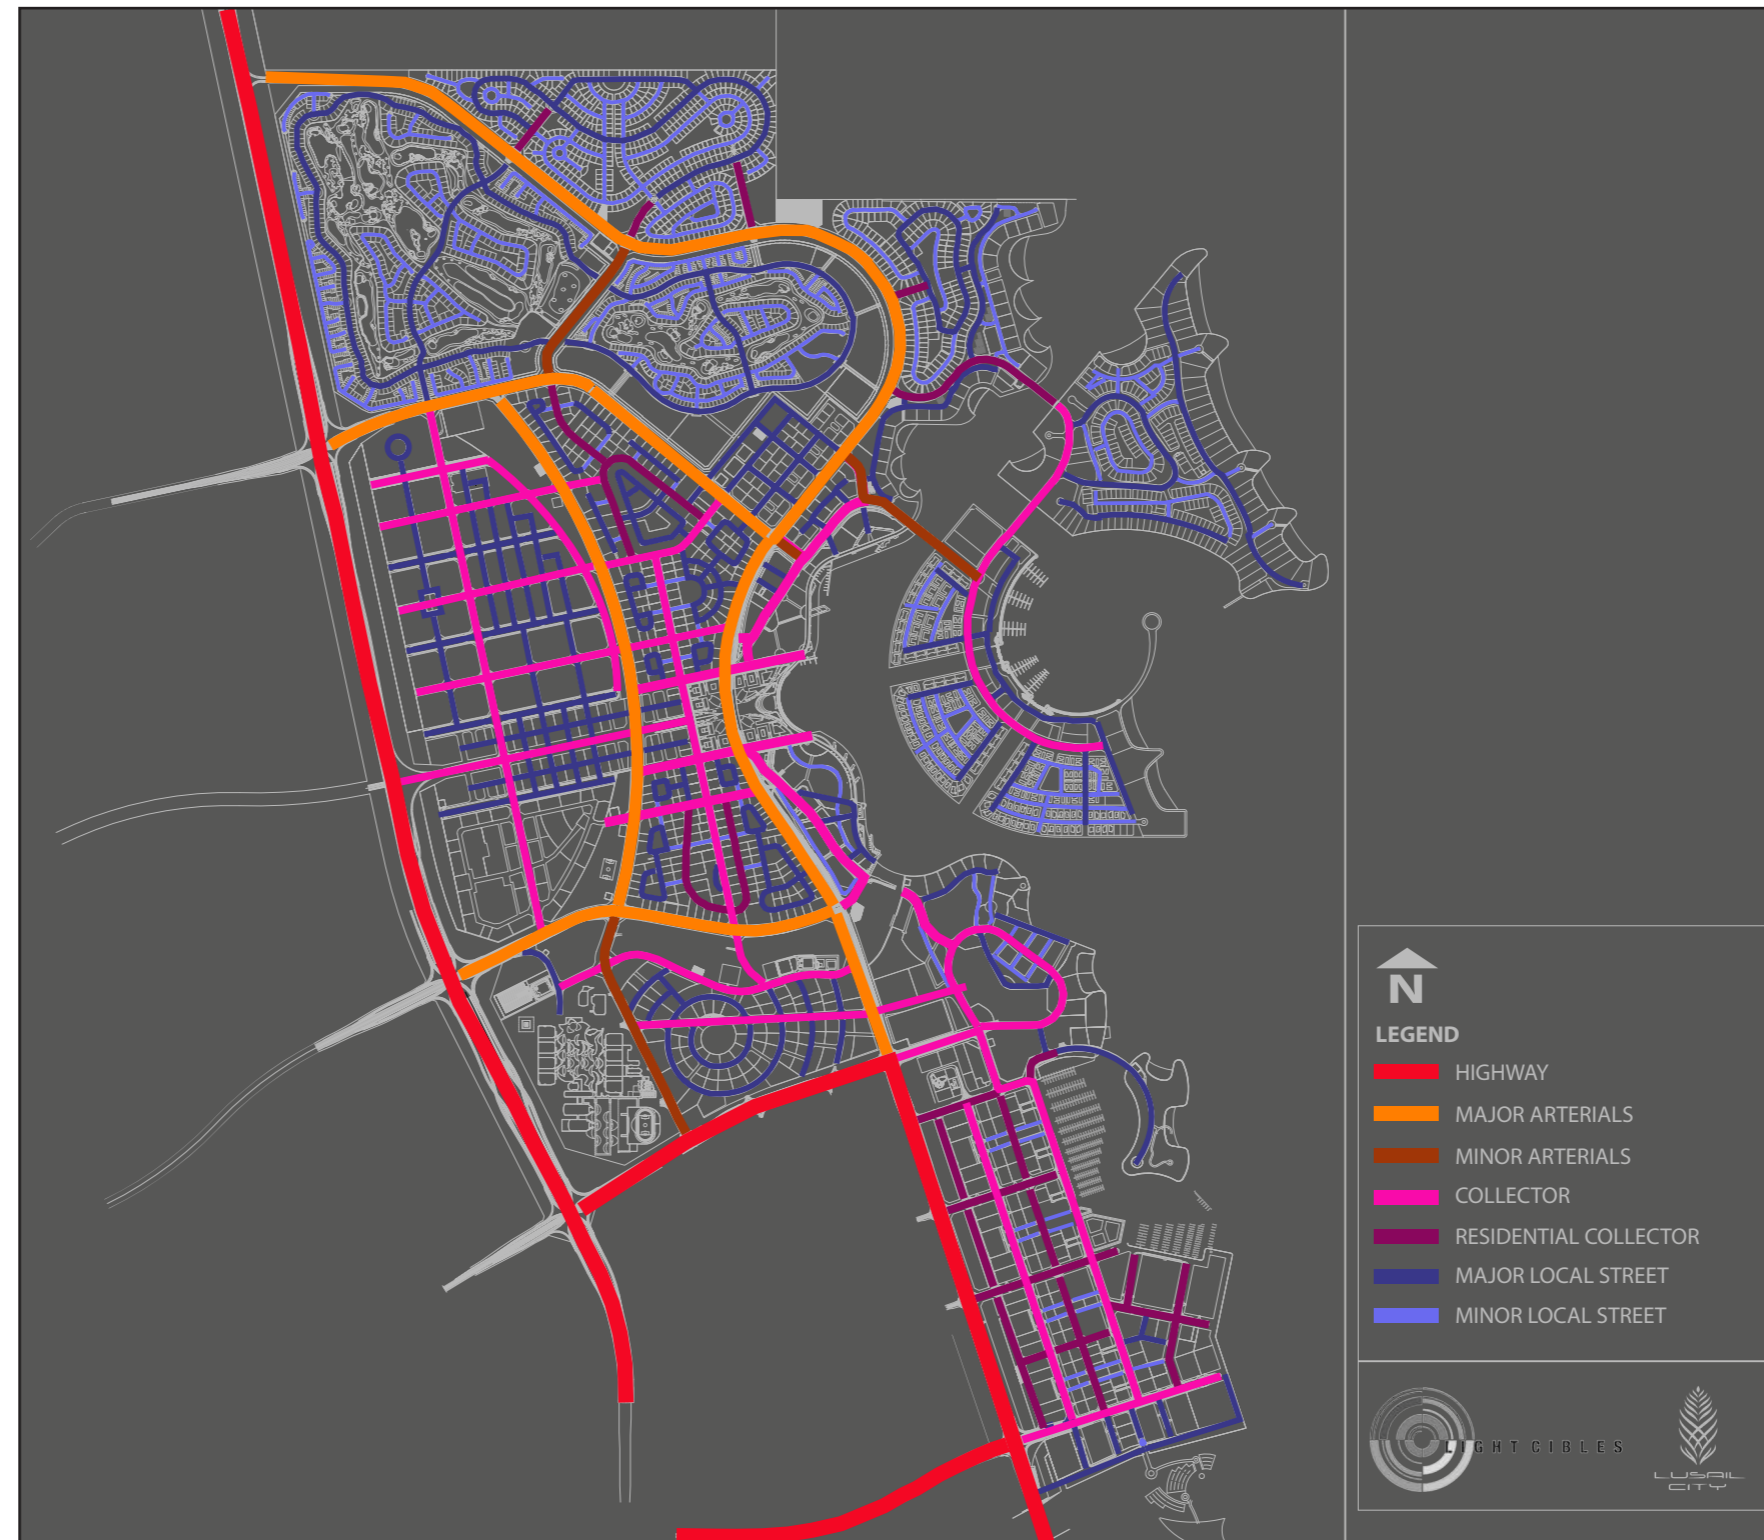 N
LEGEND
HIGHWAY
MAJOR ARTERIALS
MINOR ARTERIALS
COLLECTOR
RESIDENTIAL COLLECTOR
MAJOR LOCAL STREET
MINOR LOCAL STREET
LIGHT CIBLES
LUSAIL
CITY